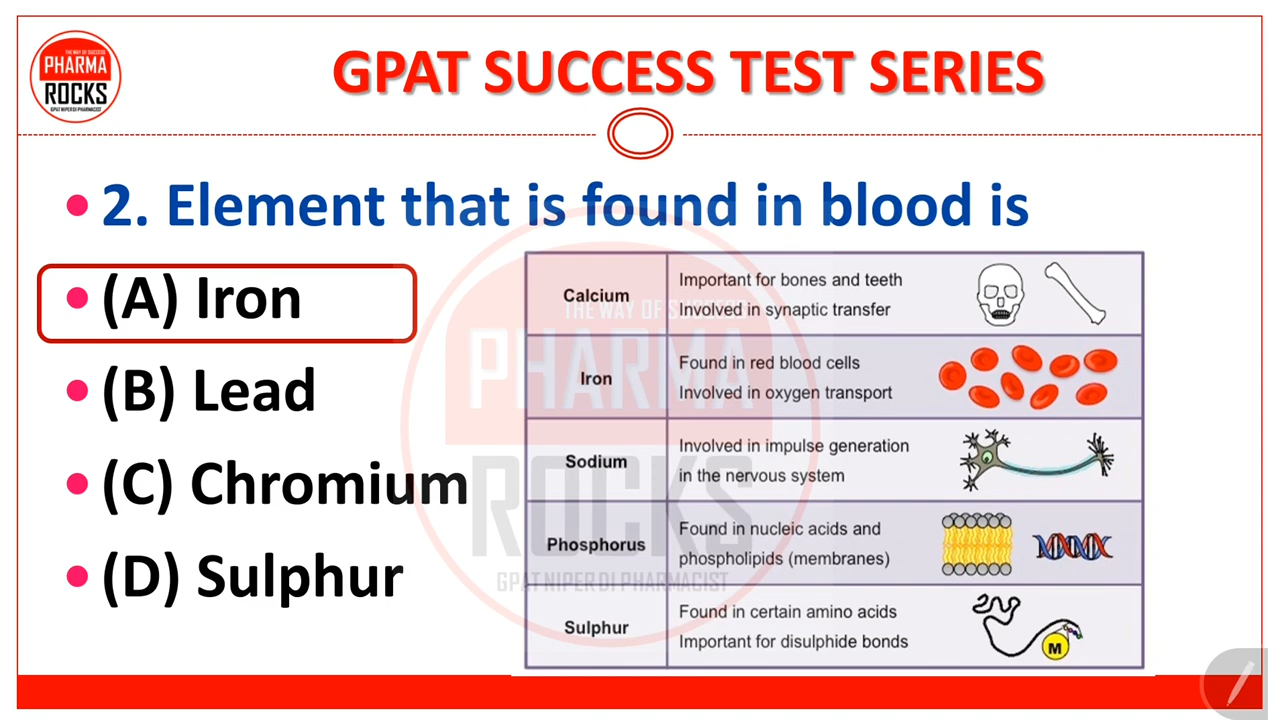 THE WAY OF SUCCESS
PHARMA
ROCKS
GPAT NIPER DI PHARMACIST
GPAT SUCCESS TEST SERIES
• 2. Element that is found in blood is
• (A) Iron
• (B) Lead
• (C) Chromium
• (D) Sulphur
Calcium
Important for bones and teeth
Involved in synaptic transfer
Iron
Found in red blood cells
Involved in oxygen transport
Sodium
Involved in impulse generation
in the nervous system
Phosphorus
Found in nucleic acids and
phospholipids (membranes)
Sulphur
Found in certain amino acids
Important for disulphide bonds
M
THE WAY OF SUCCESS
PHARMA
ROCKS
GPAT NIPER DI PHARMACIST